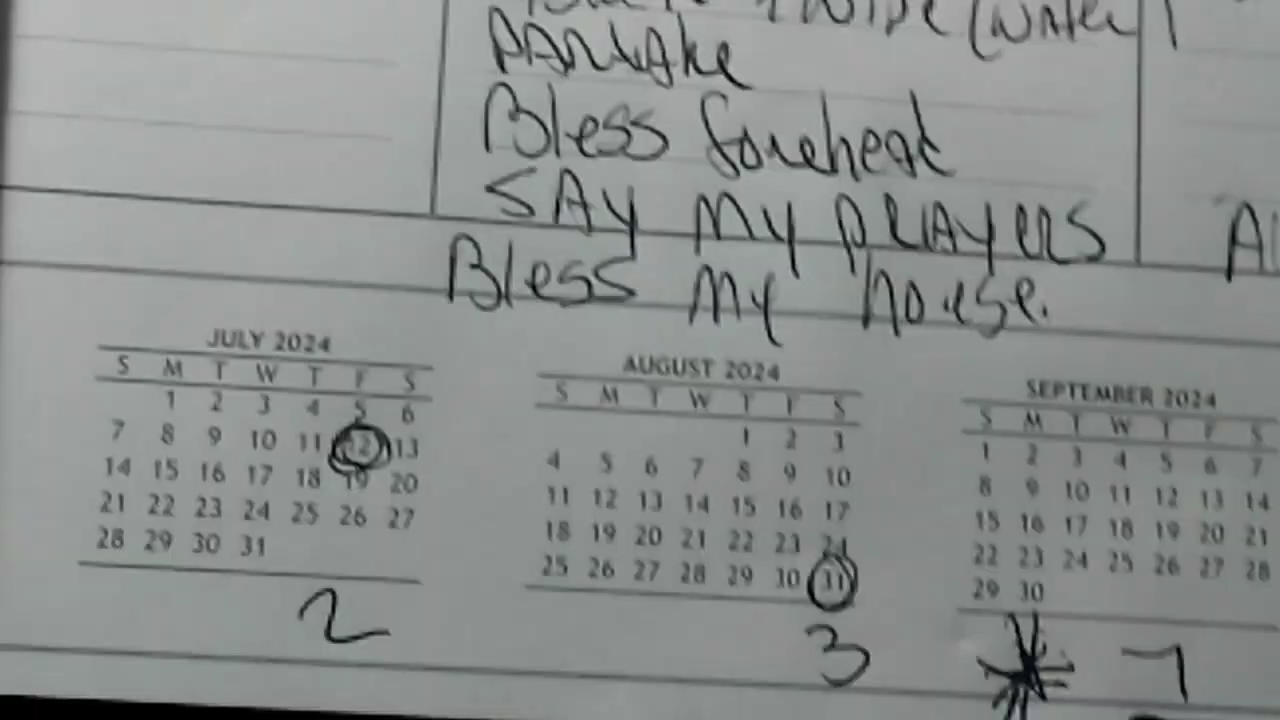 Partake
Bless foreheat
SAY My PRAYERS
Bless My house.
JULY 2024
S M T W T F S
1 2 3 4 5 6
7 8 9 10 11 12 13
14 15 16 17 18 19 20
21 22 23 24 25 26 27
28 29 30 31
2
AUGUST 2024
S M T W T F S
1 2 3
4 5 6 7 8 9 10
11 12 13 14 15 16 17
18 19 20 21 22 23 24
25 26 27 28 29 30 31
3
SEPTEMBER 2024
S M T W T F S
1 2 3 4 5 6 7
8 9 10 11 12 13 14
15 16 17 18 19 20 21
22 23 24 25 26 27 28
29 30
* 7